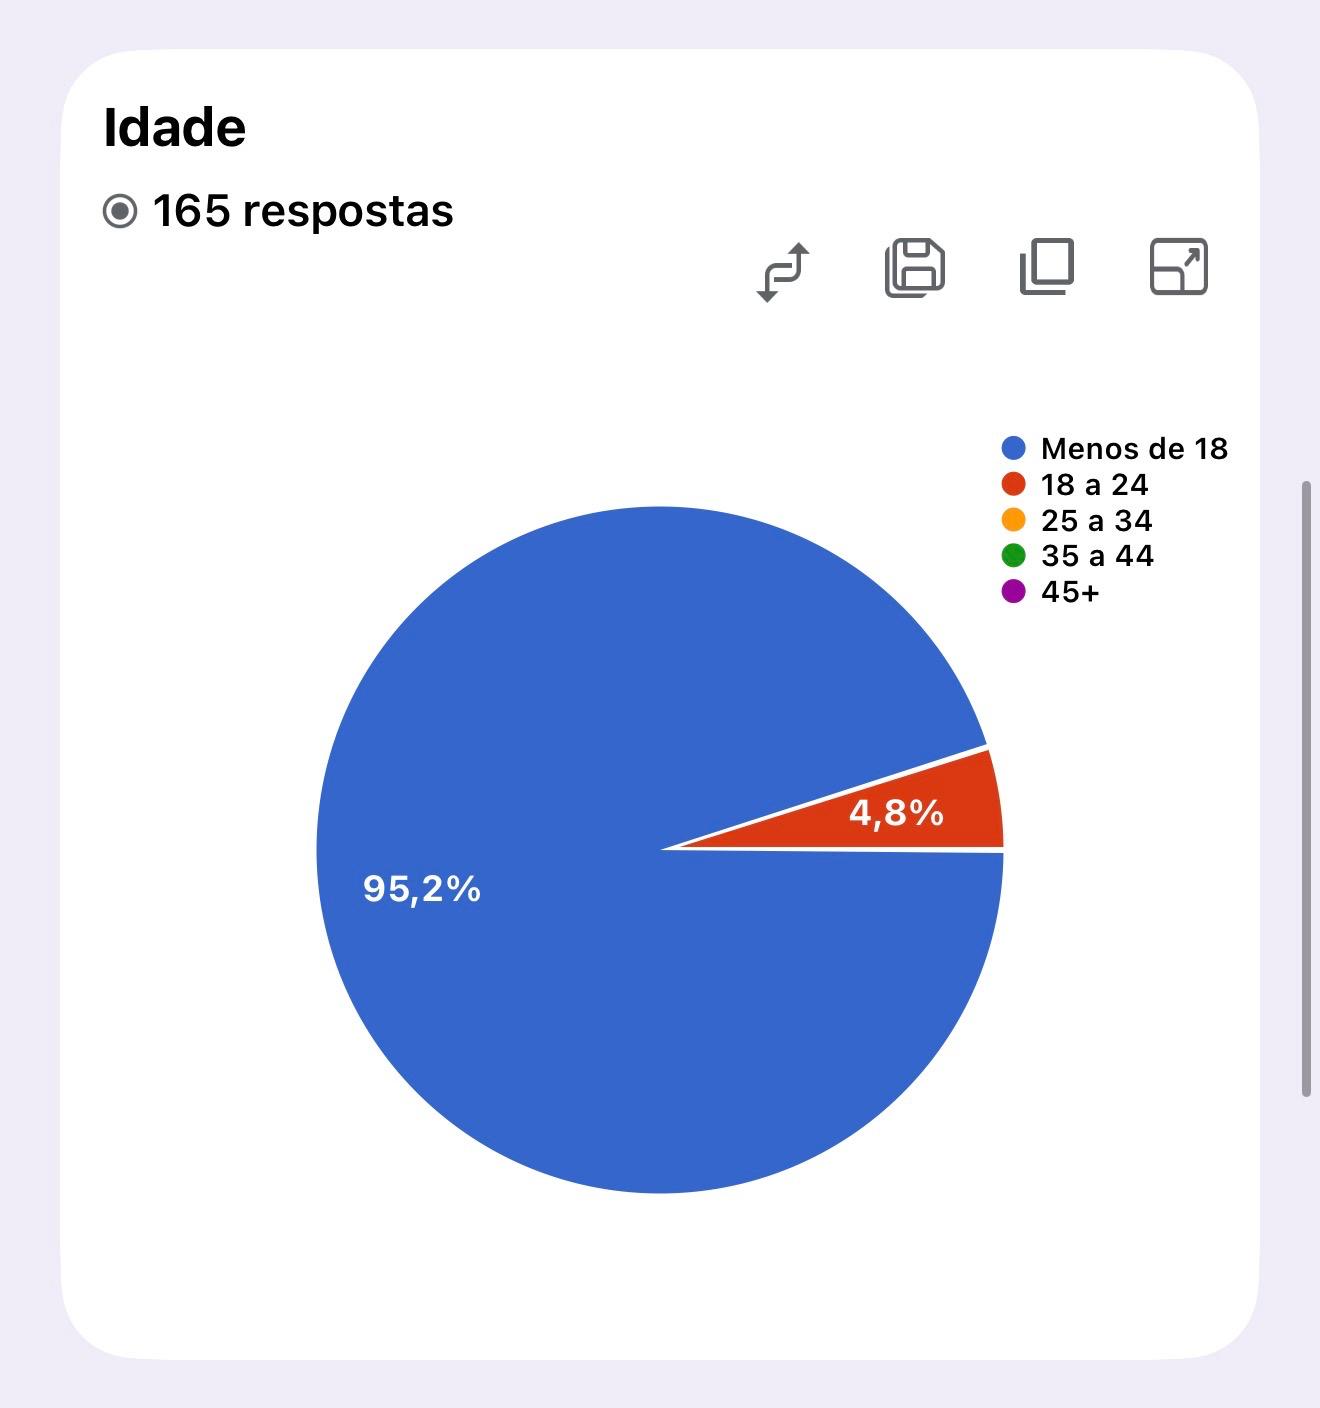 Idade
165 respostas
Menos de 18
18 a 24
25 a 34
35 a 44
45+
4,8%
95,2%